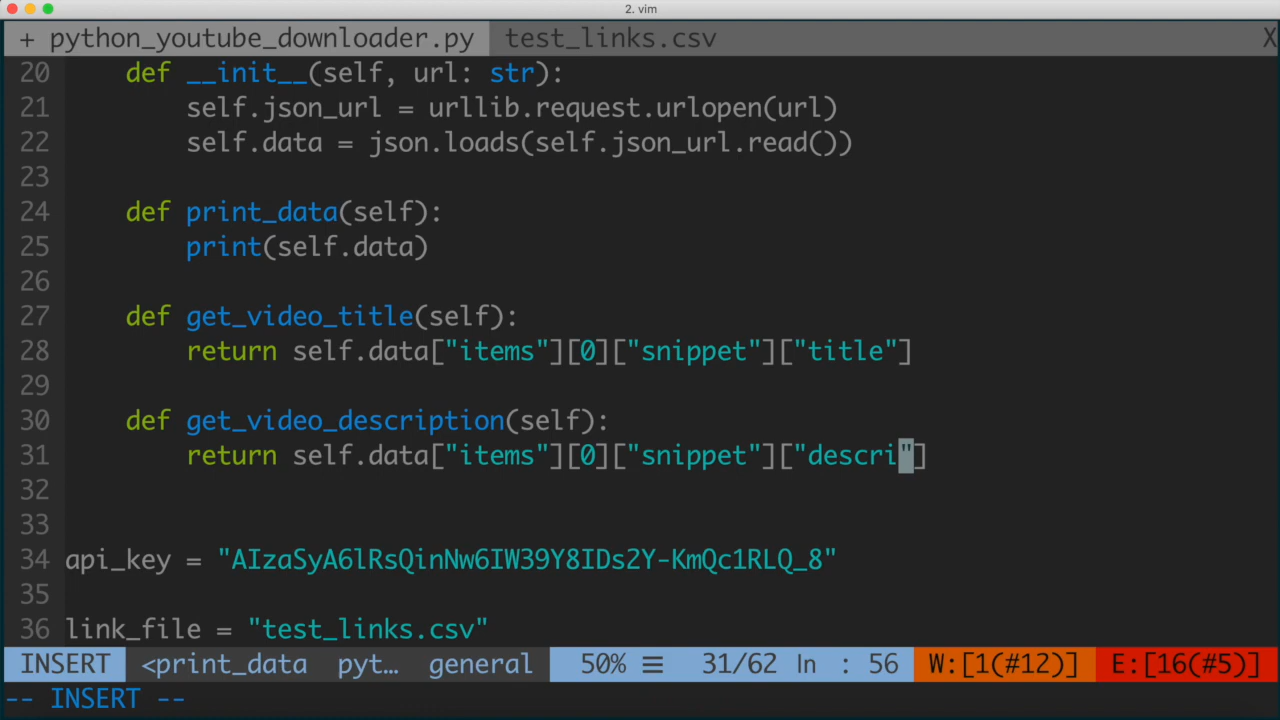 2. vim
+ python_youtube_downloader.py test_links.csv X
20 def __init__(self, url: str):
21 self.json_url = urllib.request.urlopen(url)
22 self.data = json.loads(self.json_url.read())
23
24 def print_data(self):
25 print(self.data)
26
27 def get_video_title(self):
28 return self.data["items"][0]["snippet"]["title"]
29
30 def get_video_description(self):
31 return self.data["items"][0]["snippet"]["descri"]
32
33
34 api_key = "AIzaSyA6lRsQinNw6IW39Y8IDs2Y-KmQc1RLQ_8"
35
36 link_file = "test_links.csv"
INSERT <print_data pyt… general 50% ☰ 31/62 ln : 56 W:[1(#12)] E:[16(#5)]
-- INSERT --